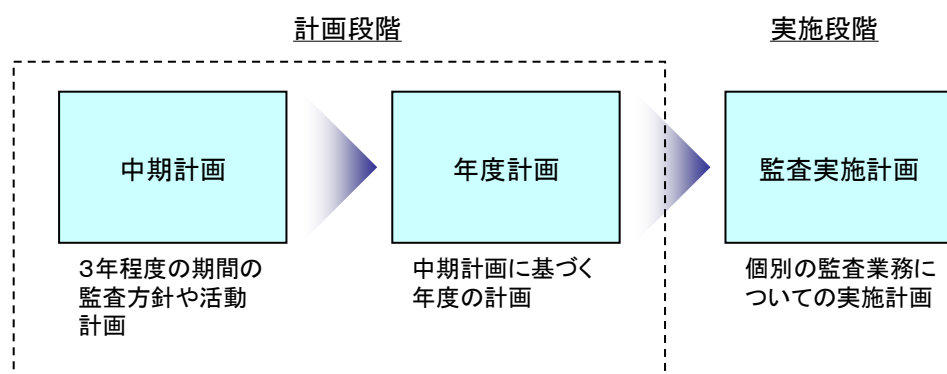 計画段階
実施段階
中期計画
年度計画
監査実施計画
３年程度の期間の
監査方針や活動
計画
中期計画に基づく
年度の計画
個別の監査業務に
ついての実施計画